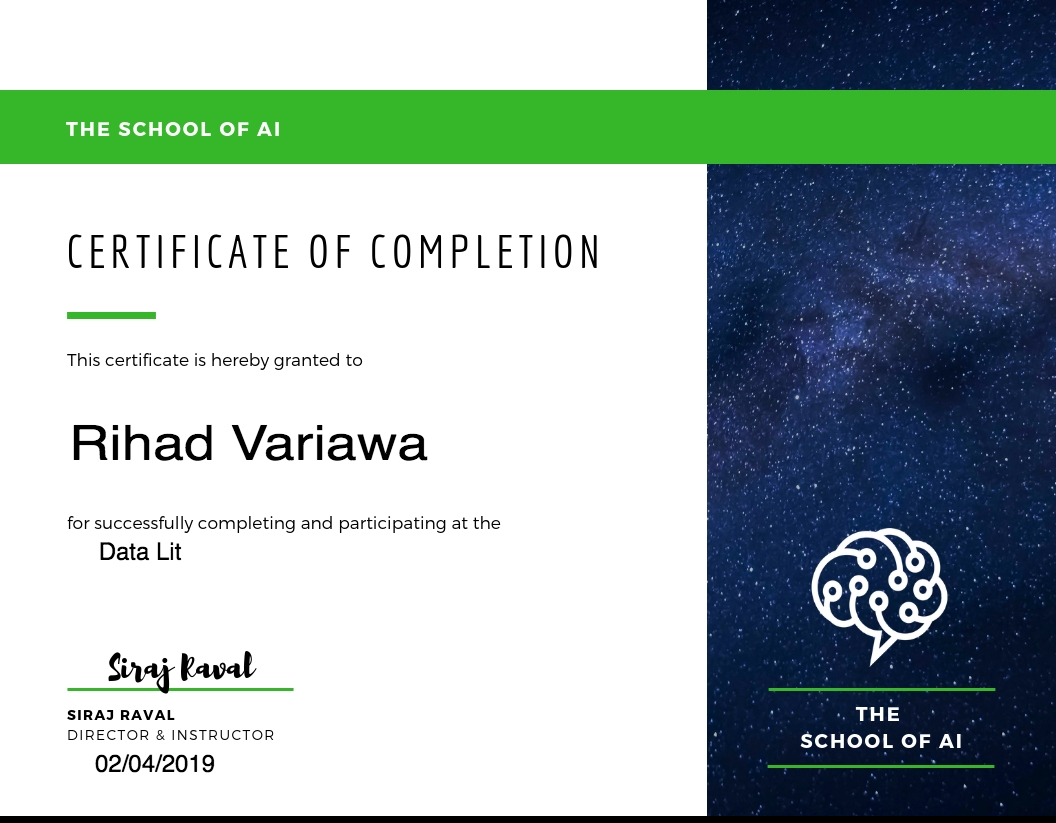 THE SCHOOL OF AI
CERTIFICATE OF COMPLETION
This certificate is hereby granted to
Rihad Variawa
for successfully completing and participating at the
Data Lit
Siraj Raval
SIRAJ RAVAL
DIRECTOR & INSTRUCTOR
02/04/2019
THE
SCHOOL OF AI